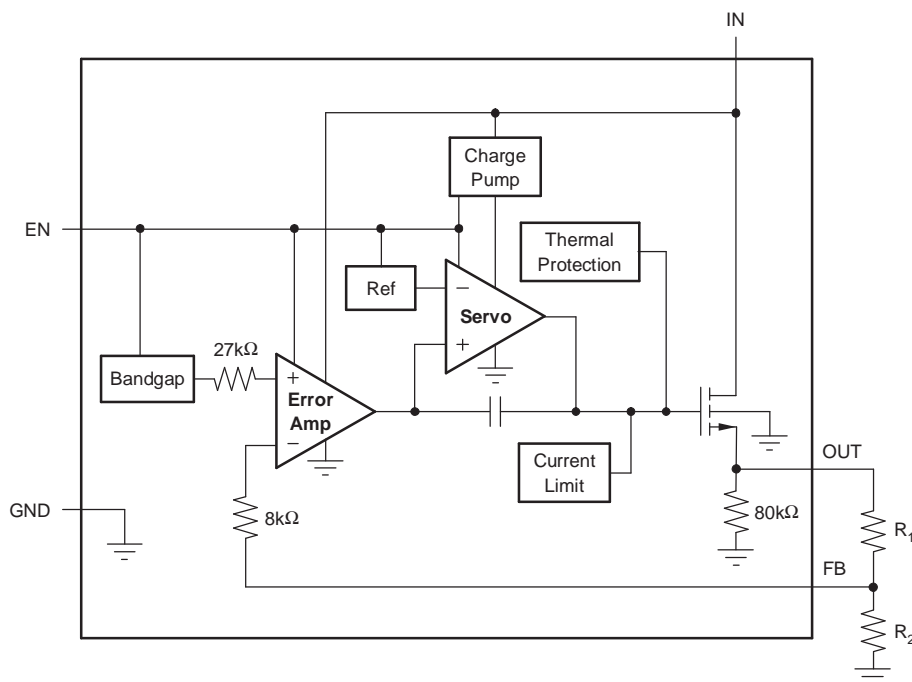 IN
Charge
Pump
EN
Thermal
Protection
Ref
−
Servo
+
27kΩ
Bandgap
+
Error
Amp
−
Current
Limit
OUT
GND
8kΩ
80kΩ
R1
FB
R2